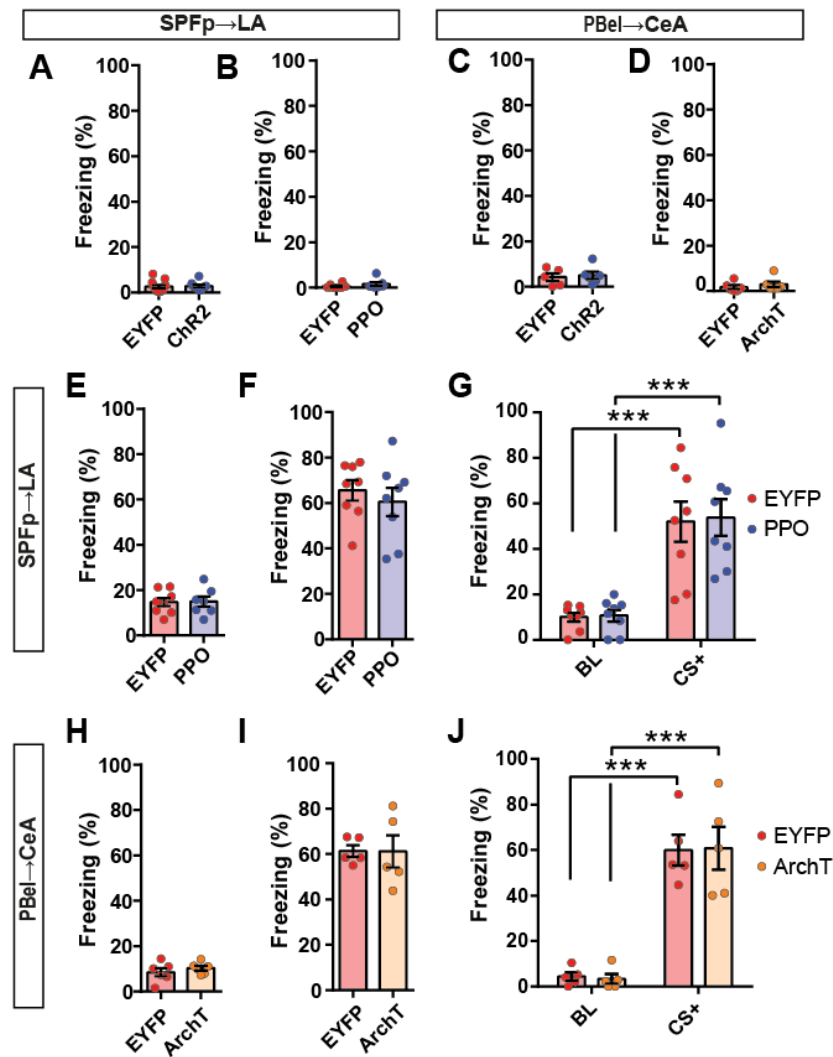 SPFp→LA
PBel→CeA
A
B
C
D
Freezing (%)
100
80
60
40
20
0
EYFP
ChR2
Freezing (%)
100
80
60
40
20
0
EYFP
PPO
Freezing (%)
100
80
60
40
20
0
EYFP
ChR2
Freezing (%)
100
80
60
40
20
0
EYFP
ArchT
SPFp→LA
E
F
G
Freezing (%)
100
80
60
40
20
0
EYFP
PPO
Freezing (%)
100
80
60
40
20
0
EYFP
PPO
Freezing (%)
100
80
60
40
20
0
***
***
BL
CS+
EYFP
PPO
PBel→CeA
H
I
J
Freezing (%)
100
80
60
40
20
0
EYFP
ArchT
Freezing (%)
100
80
60
40
20
0
EYFP
ArchT
Freezing (%)
100
80
60
40
20
0
***
***
BL
CS+
EYFP
ArchT